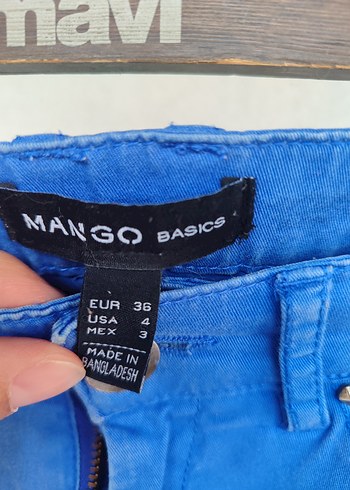 mavi
MANGO BASICS
EUR 36
USA 4
MEX 3
MADE IN
BANGLADESH